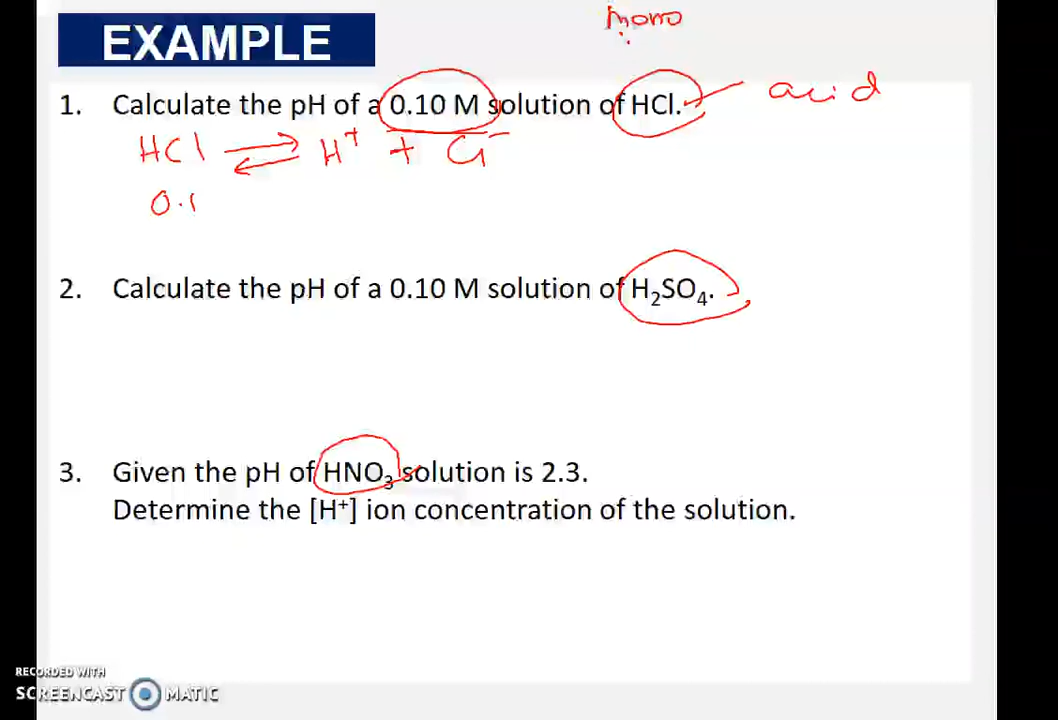 mono
EXAMPLE
1. Calculate the pH of a 0.10 M solution of HCl. acid
HCl ⇌ H⁺ + Cl⁻
0.1
2. Calculate the pH of a 0.10 M solution of H₂SO₄.
3. Given the pH of HNO₃ solution is 2.3.
Determine the [H⁺] ion concentration of the solution.
RECORDED WITH
SCREENCAST MATIC